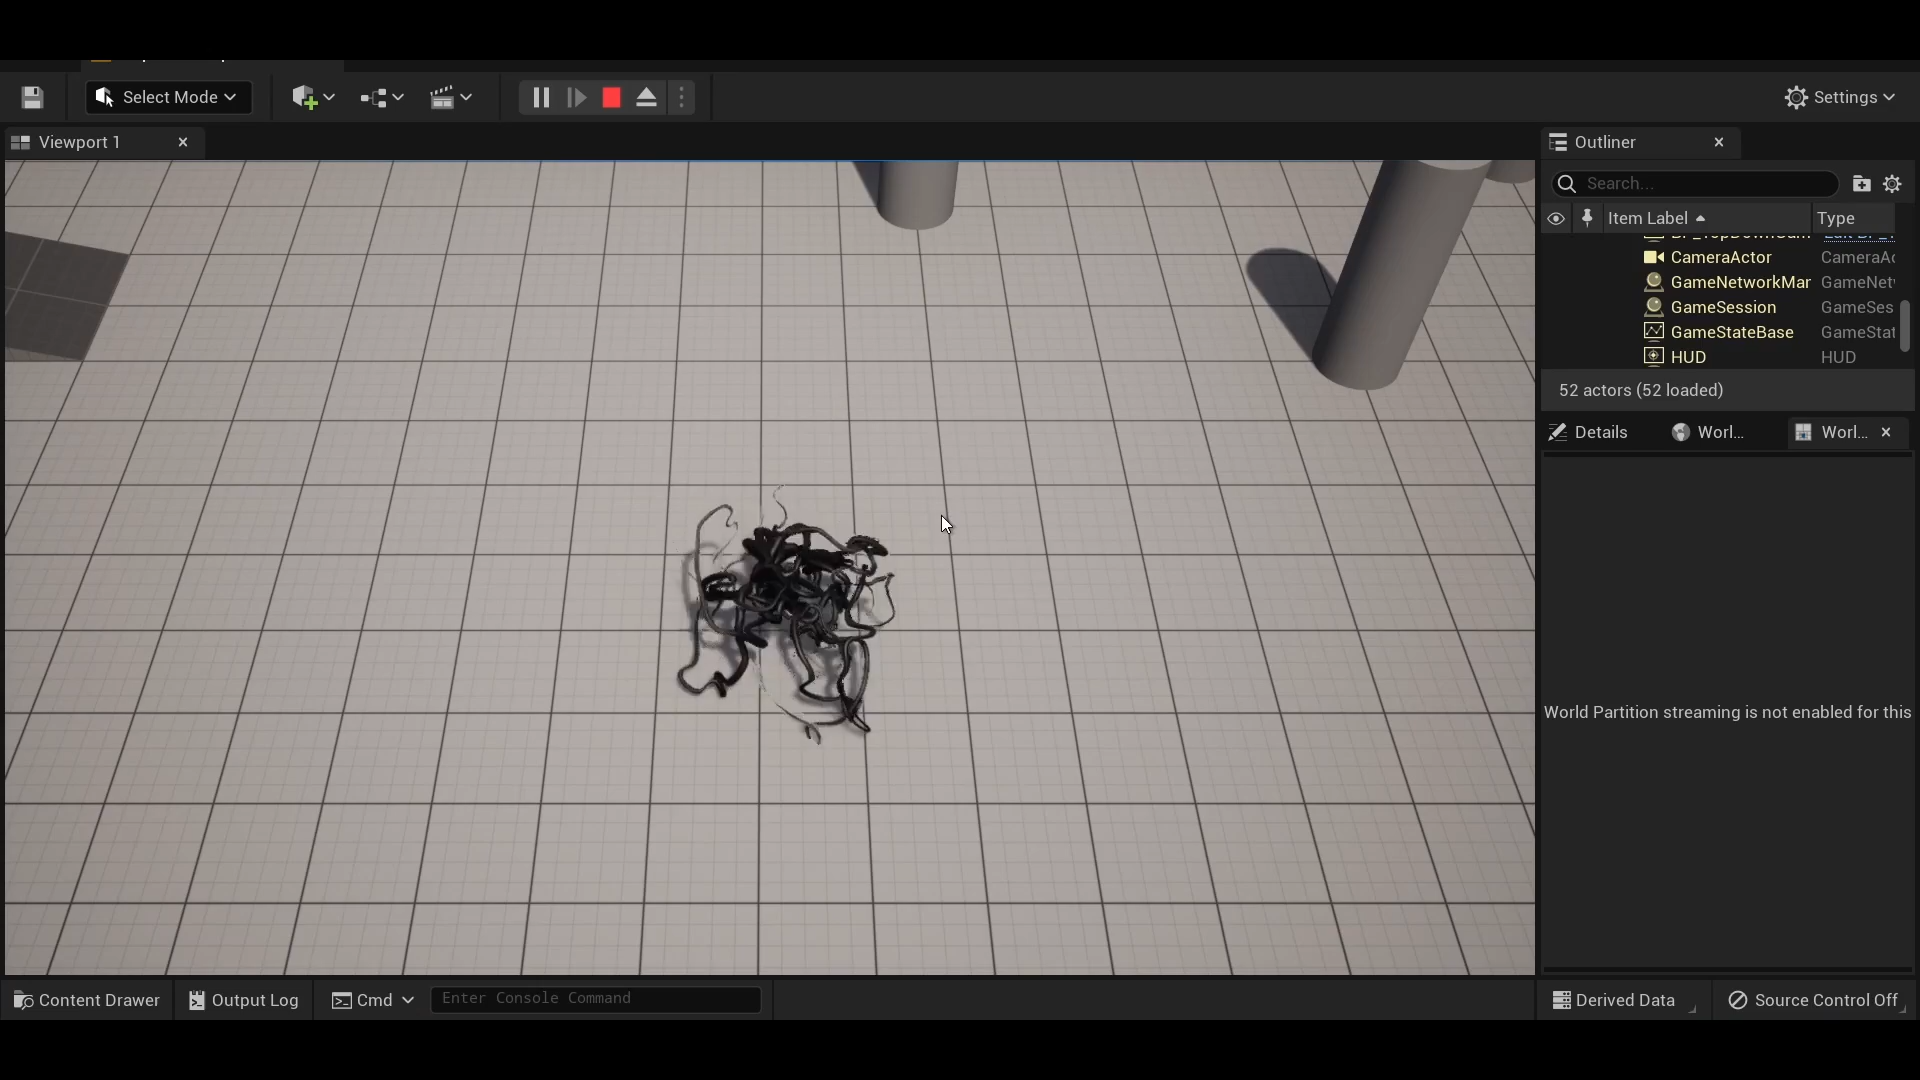 Select Mode
Settings
Viewport 1
Outliner
Search...
Item Label
Type
CameraActor
CameraAc
GameNetworkMar
GameNet
GameSession
GameSes
GameStateBase
GameStat
HUD
HUD
52 actors (52 loaded)
Details
Worl...
Worl...
World Partition streaming is not enabled for this
Content Drawer
Output Log
Cmd
Enter Console Command
Derived Data
Source Control Off